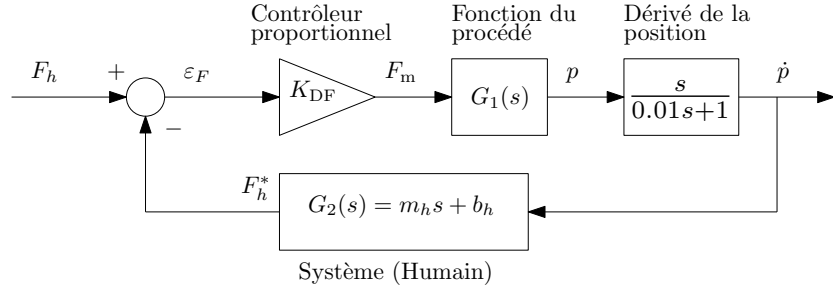 Contrôleur
proportionnel
Fonction du
procédé
Dérivé de la
position
F_h
+
ε_F
K_DF
F_m
G_1(s)
p
s
0.01s+1
ṗ
−
F_h^*
G_2(s) = m_h s + b_h
Système (Humain)